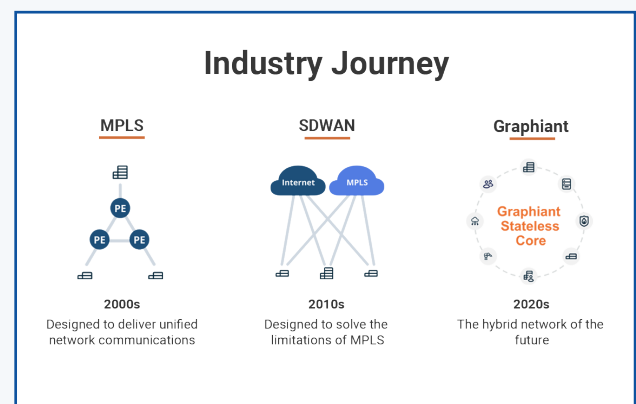 Industry Journey
MPLS
PE
PE
PE
2000s
Designed to deliver unified
network communications
SDWAN
Internet
MPLS
2010s
Designed to solve the
limitations of MPLS
Graphiant
Graphiant
Stateless
Core
2020s
The hybrid network of the
future